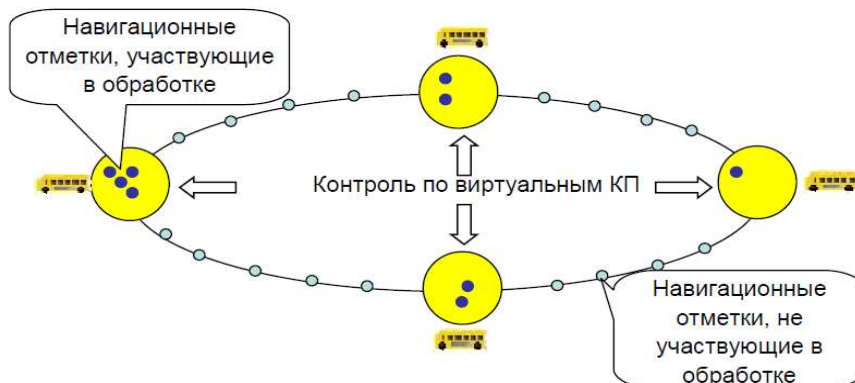 Навигационные
отметки, участвующие
в обработке
Контроль по виртуальным КП
Навигационные
отметки, не
участвующие в
обработке